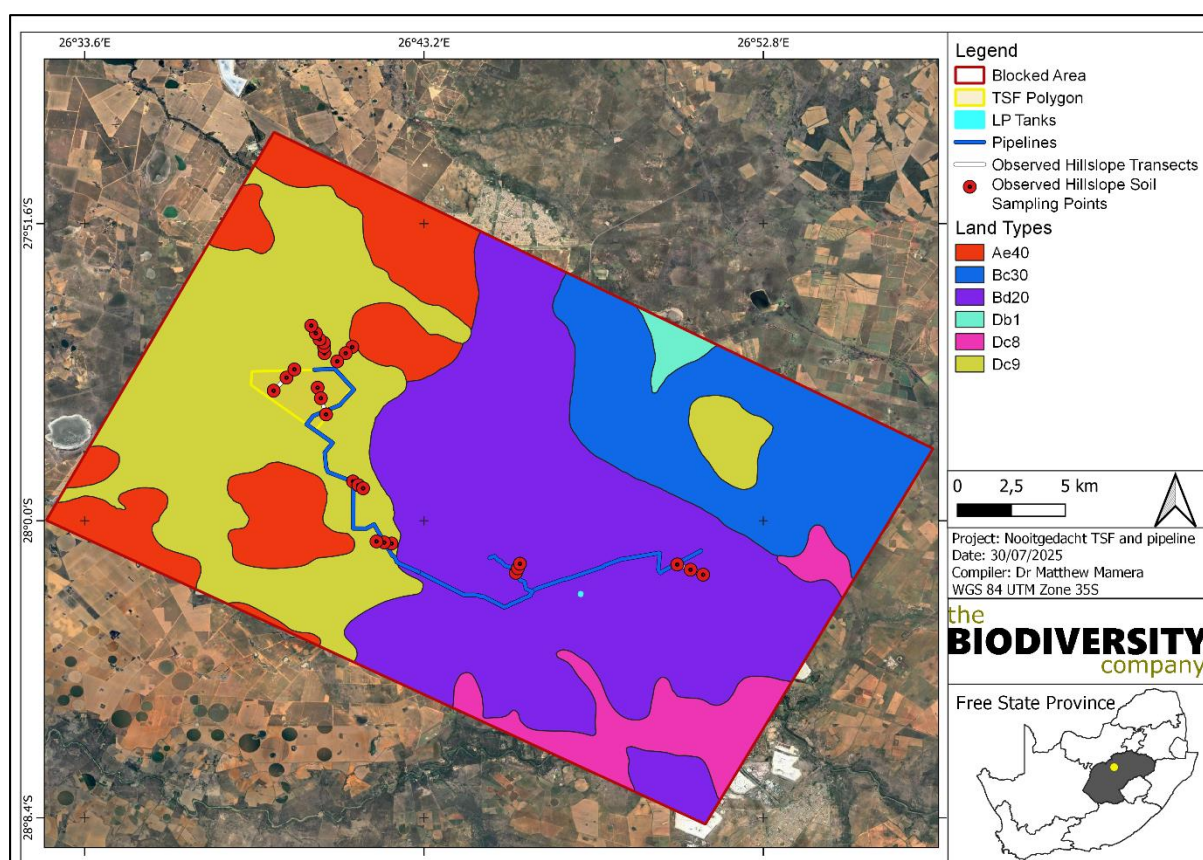 26°33.6'E
26°43.2'E
26°52.8'E
27°51.6'S
28°0.0'S
28°8.4'S
Legend
Blocked Area
TSF Polygon
LP Tanks
Pipelines
Observed Hillslope Transects
Observed Hillslope Soil
Sampling Points
Land Types
Ae40
Bc30
Bd20
Db1
Dc8
Dc9
0 2,5 5 km
Project: Nooitgedacht TSF and pipeline
Date: 30/07/2025
Compiler: Dr Matthew Mamera
WGS 84 UTM Zone 35S
the
BIODIVERSITY
company
Free State Province